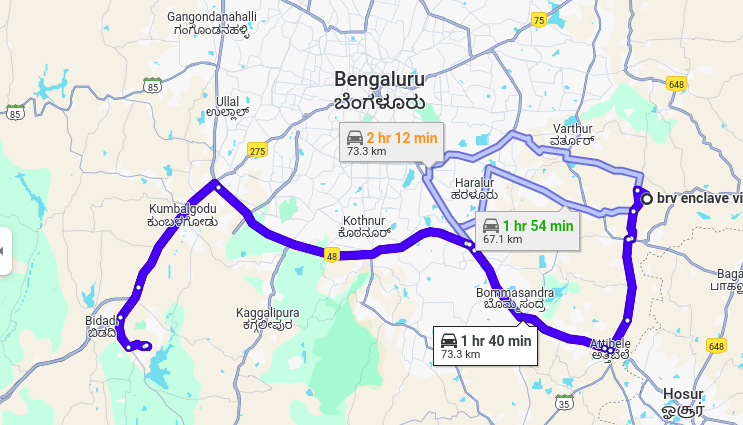 Gangondanahalli
ಗಂಗೊಂಡನಹಳ್ಳಿ
75
85
85
648
Bengaluru
ಬೆಂಗಳೂರು
Ullal
ಉಲ್ಲಾಳ್
2 hr 12 min
73.3 km
Varthur
ವರ್ತೂರ್
275
Haralur
ಹರಳೂರು
brv enclave vi
Kumbalgodu
ಕುಂಬಳಗೋಡು
Kothnur
ಕೊಠನೂರ್
1 hr 54 min
67.1 km
48
Baga
Bommasandra
ಬೊಮ್ಮಸಂದ್ರ
Kaggalipura
ಕಗ್ಗಲೀಪುರ
Bidadi
ಬಿಡದಿ
1 hr 40 min
73.3 km
Attibele
ಅತ್ತಿಬೆಲೆ
648
Hosur
ஓசூர்
35